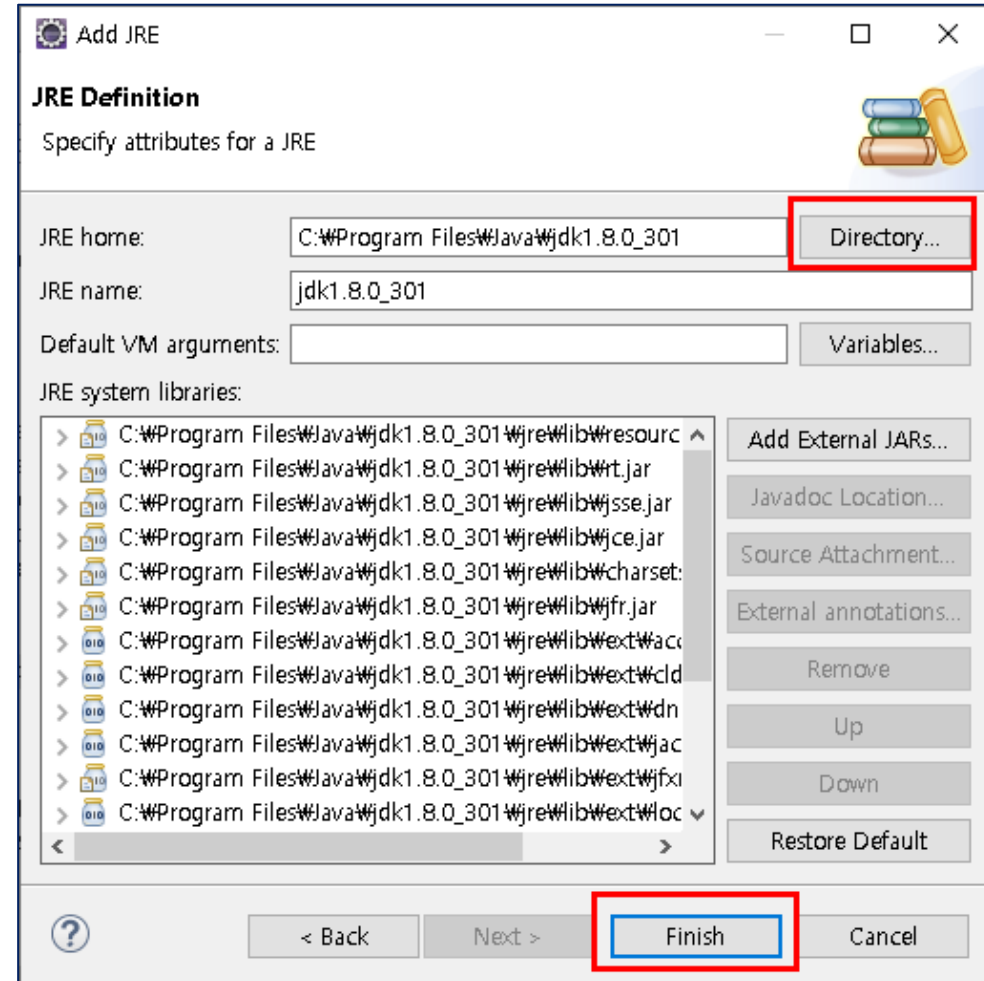 Add JRE
JRE Definition
Specify attributes for a JRE
JRE home: C:₩Program Files₩Java₩jdk1.8.0_301 Directory...
JRE name: jdk1.8.0_301
Default VM arguments: Variables...
JRE system libraries:
C:₩Program Files₩Java₩jdk1.8.0_301₩jre₩lib₩resourc
C:₩Program Files₩Java₩jdk1.8.0_301₩jre₩lib₩rt.jar
C:₩Program Files₩Java₩jdk1.8.0_301₩jre₩lib₩jsse.jar
C:₩Program Files₩Java₩jdk1.8.0_301₩jre₩lib₩jce.jar
C:₩Program Files₩Java₩jdk1.8.0_301₩jre₩lib₩charset
C:₩Program Files₩Java₩jdk1.8.0_301₩jre₩lib₩jfr.jar
C:₩Program Files₩Java₩jdk1.8.0_301₩jre₩lib₩ext₩acc
C:₩Program Files₩Java₩jdk1.8.0_301₩jre₩lib₩ext₩cld
C:₩Program Files₩Java₩jdk1.8.0_301₩jre₩lib₩ext₩dn
C:₩Program Files₩Java₩jdk1.8.0_301₩jre₩lib₩ext₩jac
C:₩Program Files₩Java₩jdk1.8.0_301₩jre₩lib₩ext₩jfx
C:₩Program Files₩Java₩jdk1.8.0_301₩jre₩lib₩ext₩loc
Add External JARs...
Javadoc Location...
Source Attachment...
External annotations...
Remove
Up
Down
Restore Default
? < Back Next > Finish Cancel